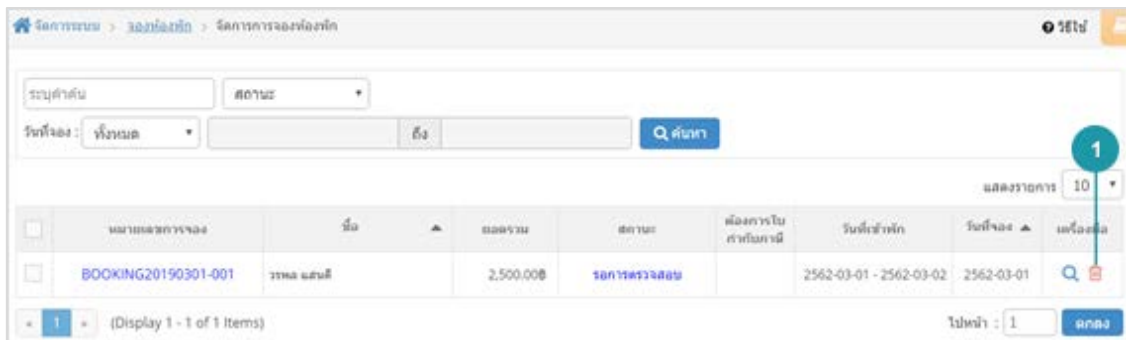 จัดการระบบ > จองห้องพัก > จัดการการจองห้องพัก
วิธีใช้
ระบุคำค้น สถานะ
วันที่จอง : ทั้งหมด ถึง ค้นหา
1
แสดงรายการ 10
หมายเลขการจอง ชื่อ ยอดรวม สถานะ ต้องการใบกำกับภาษี วันที่เข้าพัก วันที่จอง เครื่องมือ
BOOKING20190301-001 วรพล แสนดี 2,500.00฿ รอการตรวจสอบ 2562-03-01 - 2562-03-02 2562-03-01
« 1 » (Display 1 - 1 of 1 Items) ไปหน้า : 1 ตกลง